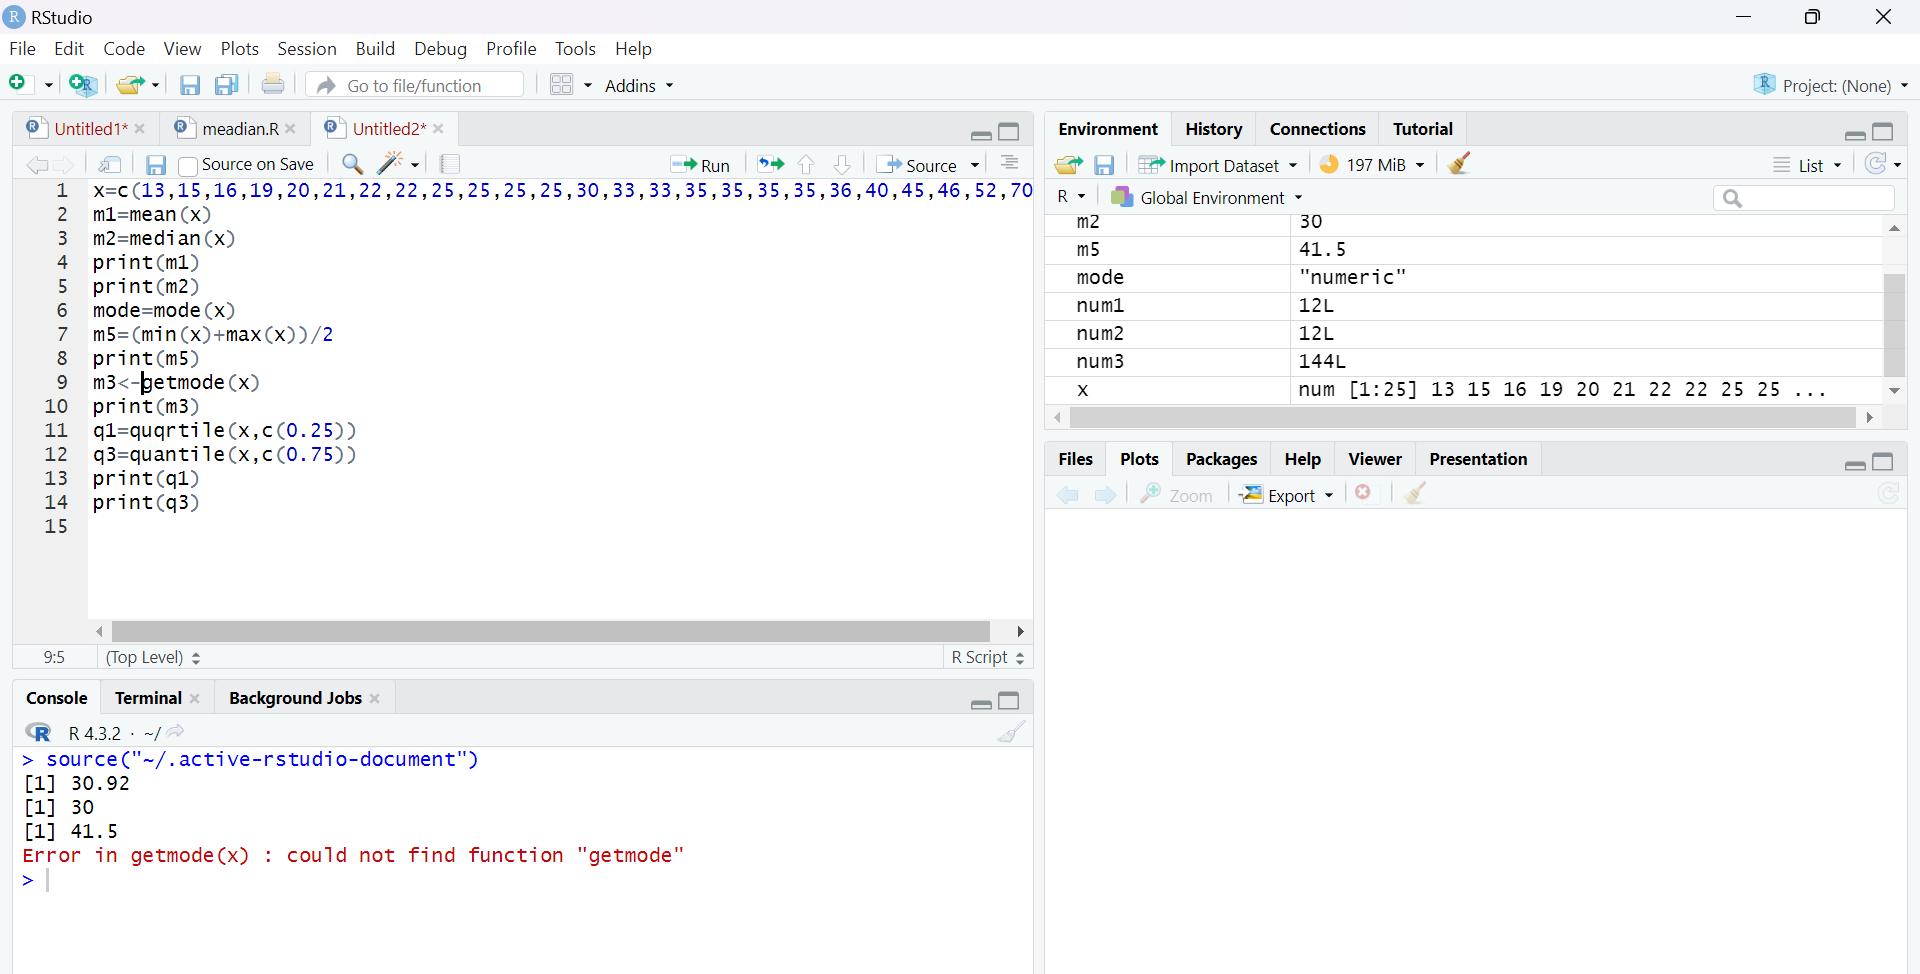 RStudio
File Edit Code View Plots Session Build Debug Profile Tools Help
Go to file/function Addins Project: (None)
Untitled1* meadian.R Untitled2*
Source on Save Run Source
1 x=c(13,15,16,19,20,21,22,22,25,25,25,25,30,33,33,35,35,35,35,36,40,45,46,52,70
2 m1=mean(x)
3 m2=median(x)
4 print(m1)
5 print(m2)
6 mode=mode(x)
7 m5=(min(x)+max(x))/2
8 print(m5)
9 m3<-getmode(x)
10 print(m3)
11 q1=quqrtile(x,c(0.25))
12 q3=quantile(x,c(0.75))
13 print(q1)
14 print(q3)
15
9:5 (Top Level) R Script
Console Terminal Background Jobs
R 4.3.2 · ~/
> source("~/.active-rstudio-document")
[1] 30.92
[1] 30
[1] 41.5
Error in getmode(x) : could not find function "getmode"
>
Environment History Connections Tutorial
Import Dataset 197 MiB List
R Global Environment
m2 30
m5 41.5
mode "numeric"
num1 12L
num2 12L
num3 144L
x num [1:25] 13 15 16 19 20 21 22 22 25 25 ...
Files Plots Packages Help Viewer Presentation
Zoom Export